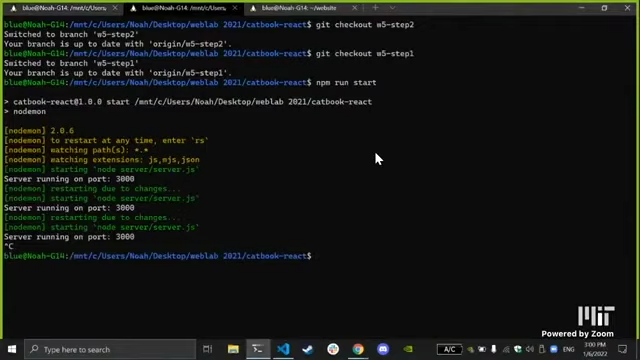 blue@Noah-G14: /mnt/c/Users/
blue@Noah-G14: /mnt/c/Users/
blue@Noah-G14: ~/website
blue@Noah-G14:/mnt/c/Users/Noah/Desktop/weblab 2021/catbook-react$ git checkout w5-step2
Switched to branch 'w5-step2'
Your branch is up to date with 'origin/w5-step2'.
blue@Noah-G14:/mnt/c/Users/Noah/Desktop/weblab 2021/catbook-react$ git checkout w5-step1
Switched to branch 'w5-step1'
Your branch is up to date with 'origin/w5-step1'.
blue@Noah-G14:/mnt/c/Users/Noah/Desktop/weblab 2021/catbook-react$ npm run start
> catbook-react@1.0.0 start /mnt/c/Users/Noah/Desktop/weblab 2021/catbook-react
> nodemon
[nodemon] 2.0.6
[nodemon] to restart at any time, enter `rs`
[nodemon] watching path(s): *.*
[nodemon] watching extensions: js,mjs,json
[nodemon] starting `node server/server.js`
Server running on port: 3000
[nodemon] restarting due to changes...
[nodemon] starting `node server/server.js`
Server running on port: 3000
[nodemon] restarting due to changes...
[nodemon] starting `node server/server.js`
Server running on port: 3000
^C
blue@Noah-G14:/mnt/c/Users/Noah/Desktop/weblab 2021/catbook-react$
MIT
Powered by Zoom
Type here to search
A/C
ENG
3:00 PM
1/6/2022